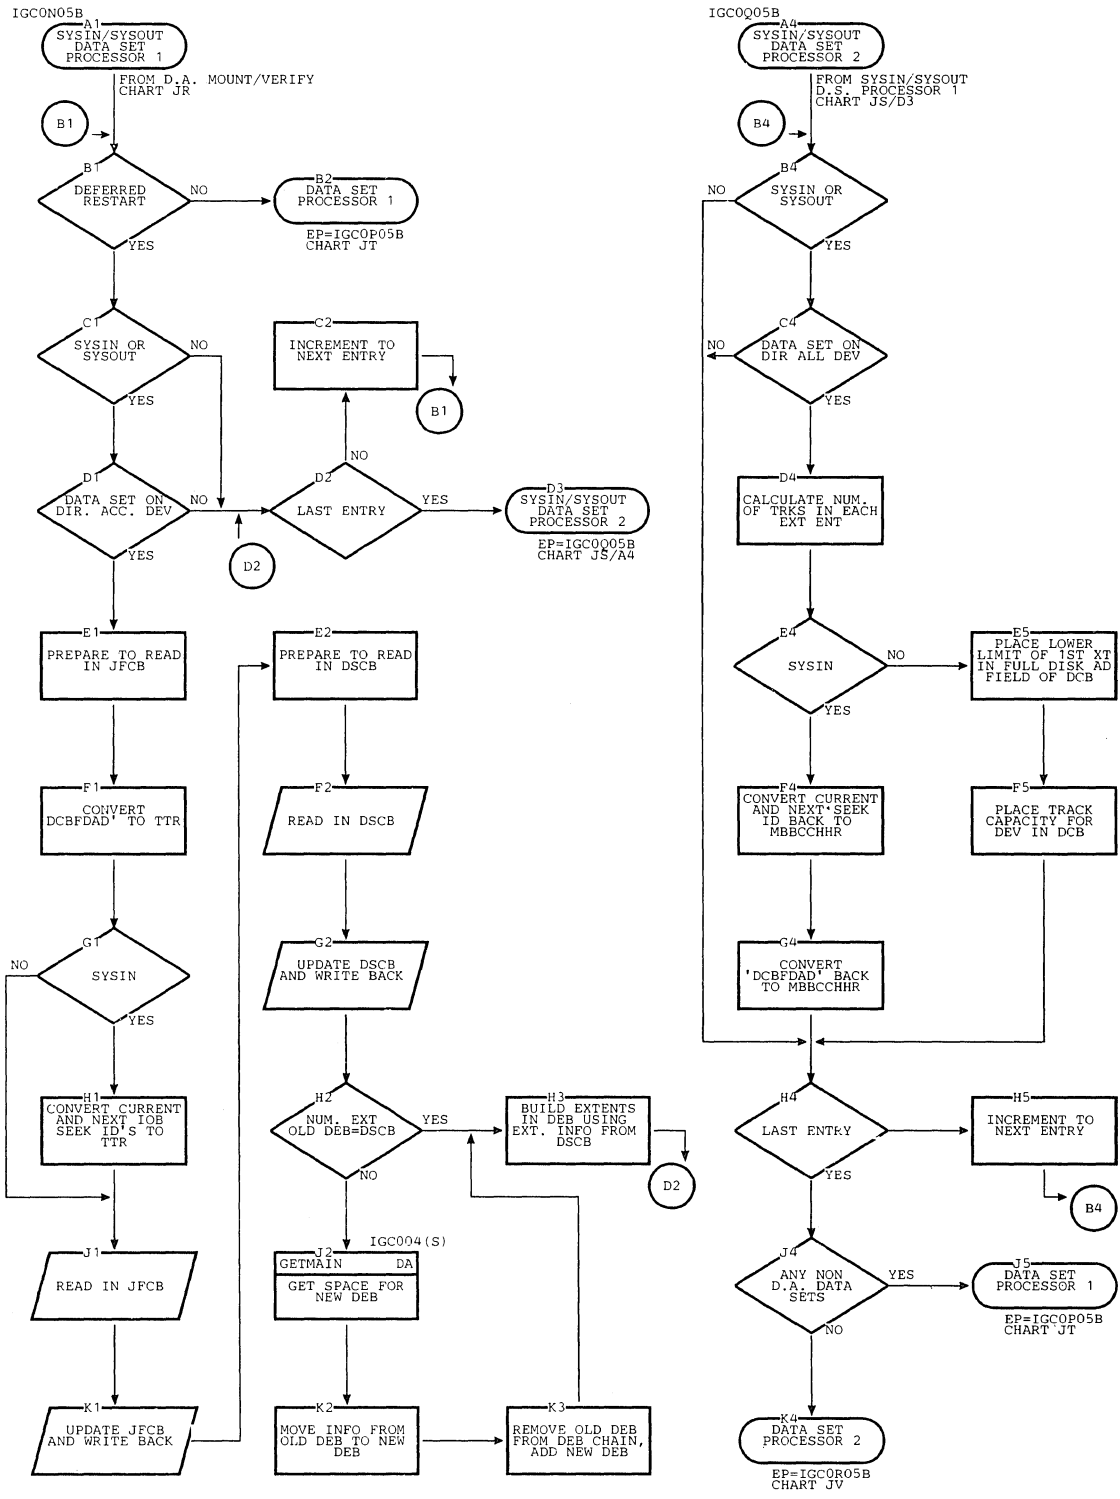 IGC0N05B
A1
SYSIN/SYSOUT
DATA SET
PROCESSOR 1
FROM D.A. MOUNT/VERIFY
CHART JR
B1
B1
DEFERRED
RESTART
NO
YES
B2
DATA SET
PROCESSOR 1
EP=IGC0P05B
CHART JT
C1
SYSIN OR
SYSOUT
NO
YES
C2
INCREMENT TO
NEXT ENTRY
B1
D1
DATA SET ON
DIR. ACC. DEV
NO
YES
D2
LAST ENTRY
NO
YES
D2
D3
SYSIN/SYSOUT
DATA SET
PROCESSOR 2
EP=IGC0Q05B
CHART JS/A4
E1
PREPARE TO READ
IN JFCB
F1
CONVERT
DCBFDAD' TO TTR
G1
SYSIN
NO
YES
H1
CONVERT CURRENT
AND NEXT IOB
SEEK ID'S TO
TTR
J1
READ IN JFCB
K1
UPDATE JFCB
AND WRITE BACK
E2
PREPARE TO READ
IN DSCB
F2
READ IN DSCB
G2
UPDATE DSCB
AND WRITE BACK
H2
NUM. EXT
OLD DEB=DSCB
YES
NO
H3
BUILD EXTENTS
IN DEB USING
EXT. INFO FROM
DSCB
D2
IGC004(S)
J2
GETMAIN DA
GET SPACE FOR
NEW DEB
K2
MOVE INFO FROM
OLD DEB TO NEW
DEB
K3
REMOVE OLD DEB
FROM DEB CHAIN,
ADD NEW DEB
IGC0Q05B
A4
SYSIN/SYSOUT
DATA SET
PROCESSOR 2
FROM SYSIN/SYSOUT
D.S. PROCESSOR 1
CHART JS/D3
B4
B4
SYSIN OR
SYSOUT
NO
YES
C4
DATA SET ON
DIR ALL DEV
NO
YES
D4
CALCULATE NUM.
OF TRKS IN EACH
EXT ENT
E4
SYSIN
NO
YES
E5
PLACE LOWER
LIMIT OF 1ST XT
IN FULL DISK AD
FIELD OF DCB
F4
CONVERT CURRENT
AND NEXT SEEK
ID BACK TO
MBBCCHHR
F5
PLACE TRACK
CAPACITY FOR
DEV IN DCB
G4
CONVERT
'DCBFDAD' BACK
TO MBBCCHHR
H4
LAST ENTRY
YES
H5
INCREMENT TO
NEXT ENTRY
B4
J4
ANY NON
D.A. DATA
SETS
YES
NO
J5
DATA SET
PROCESSOR 1
EP=IGC0P05B
CHART JT
K4
DATA SET
PROCESSOR 2
EP=IGC0R05B
CHART JV